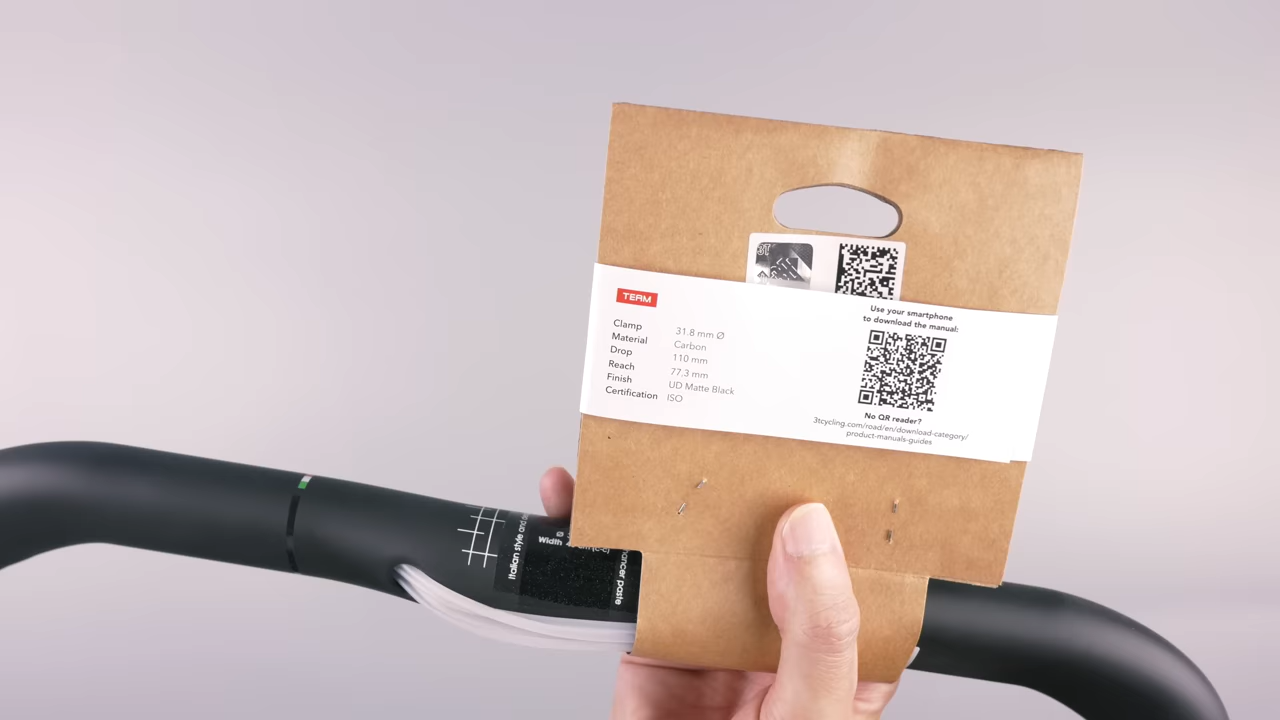 3T
TEAM
Clamp 31.8 mm Ø
Material Carbon
Drop 110 mm
Reach 77,3 mm
Finish UD Matte Black
Certification ISO
Use your smartphone
to download the manual:
No QR reader?
3tcycling.com/road/en/download-category/
product-manuals-guides
Italian style and
Width
(C-C)
paste